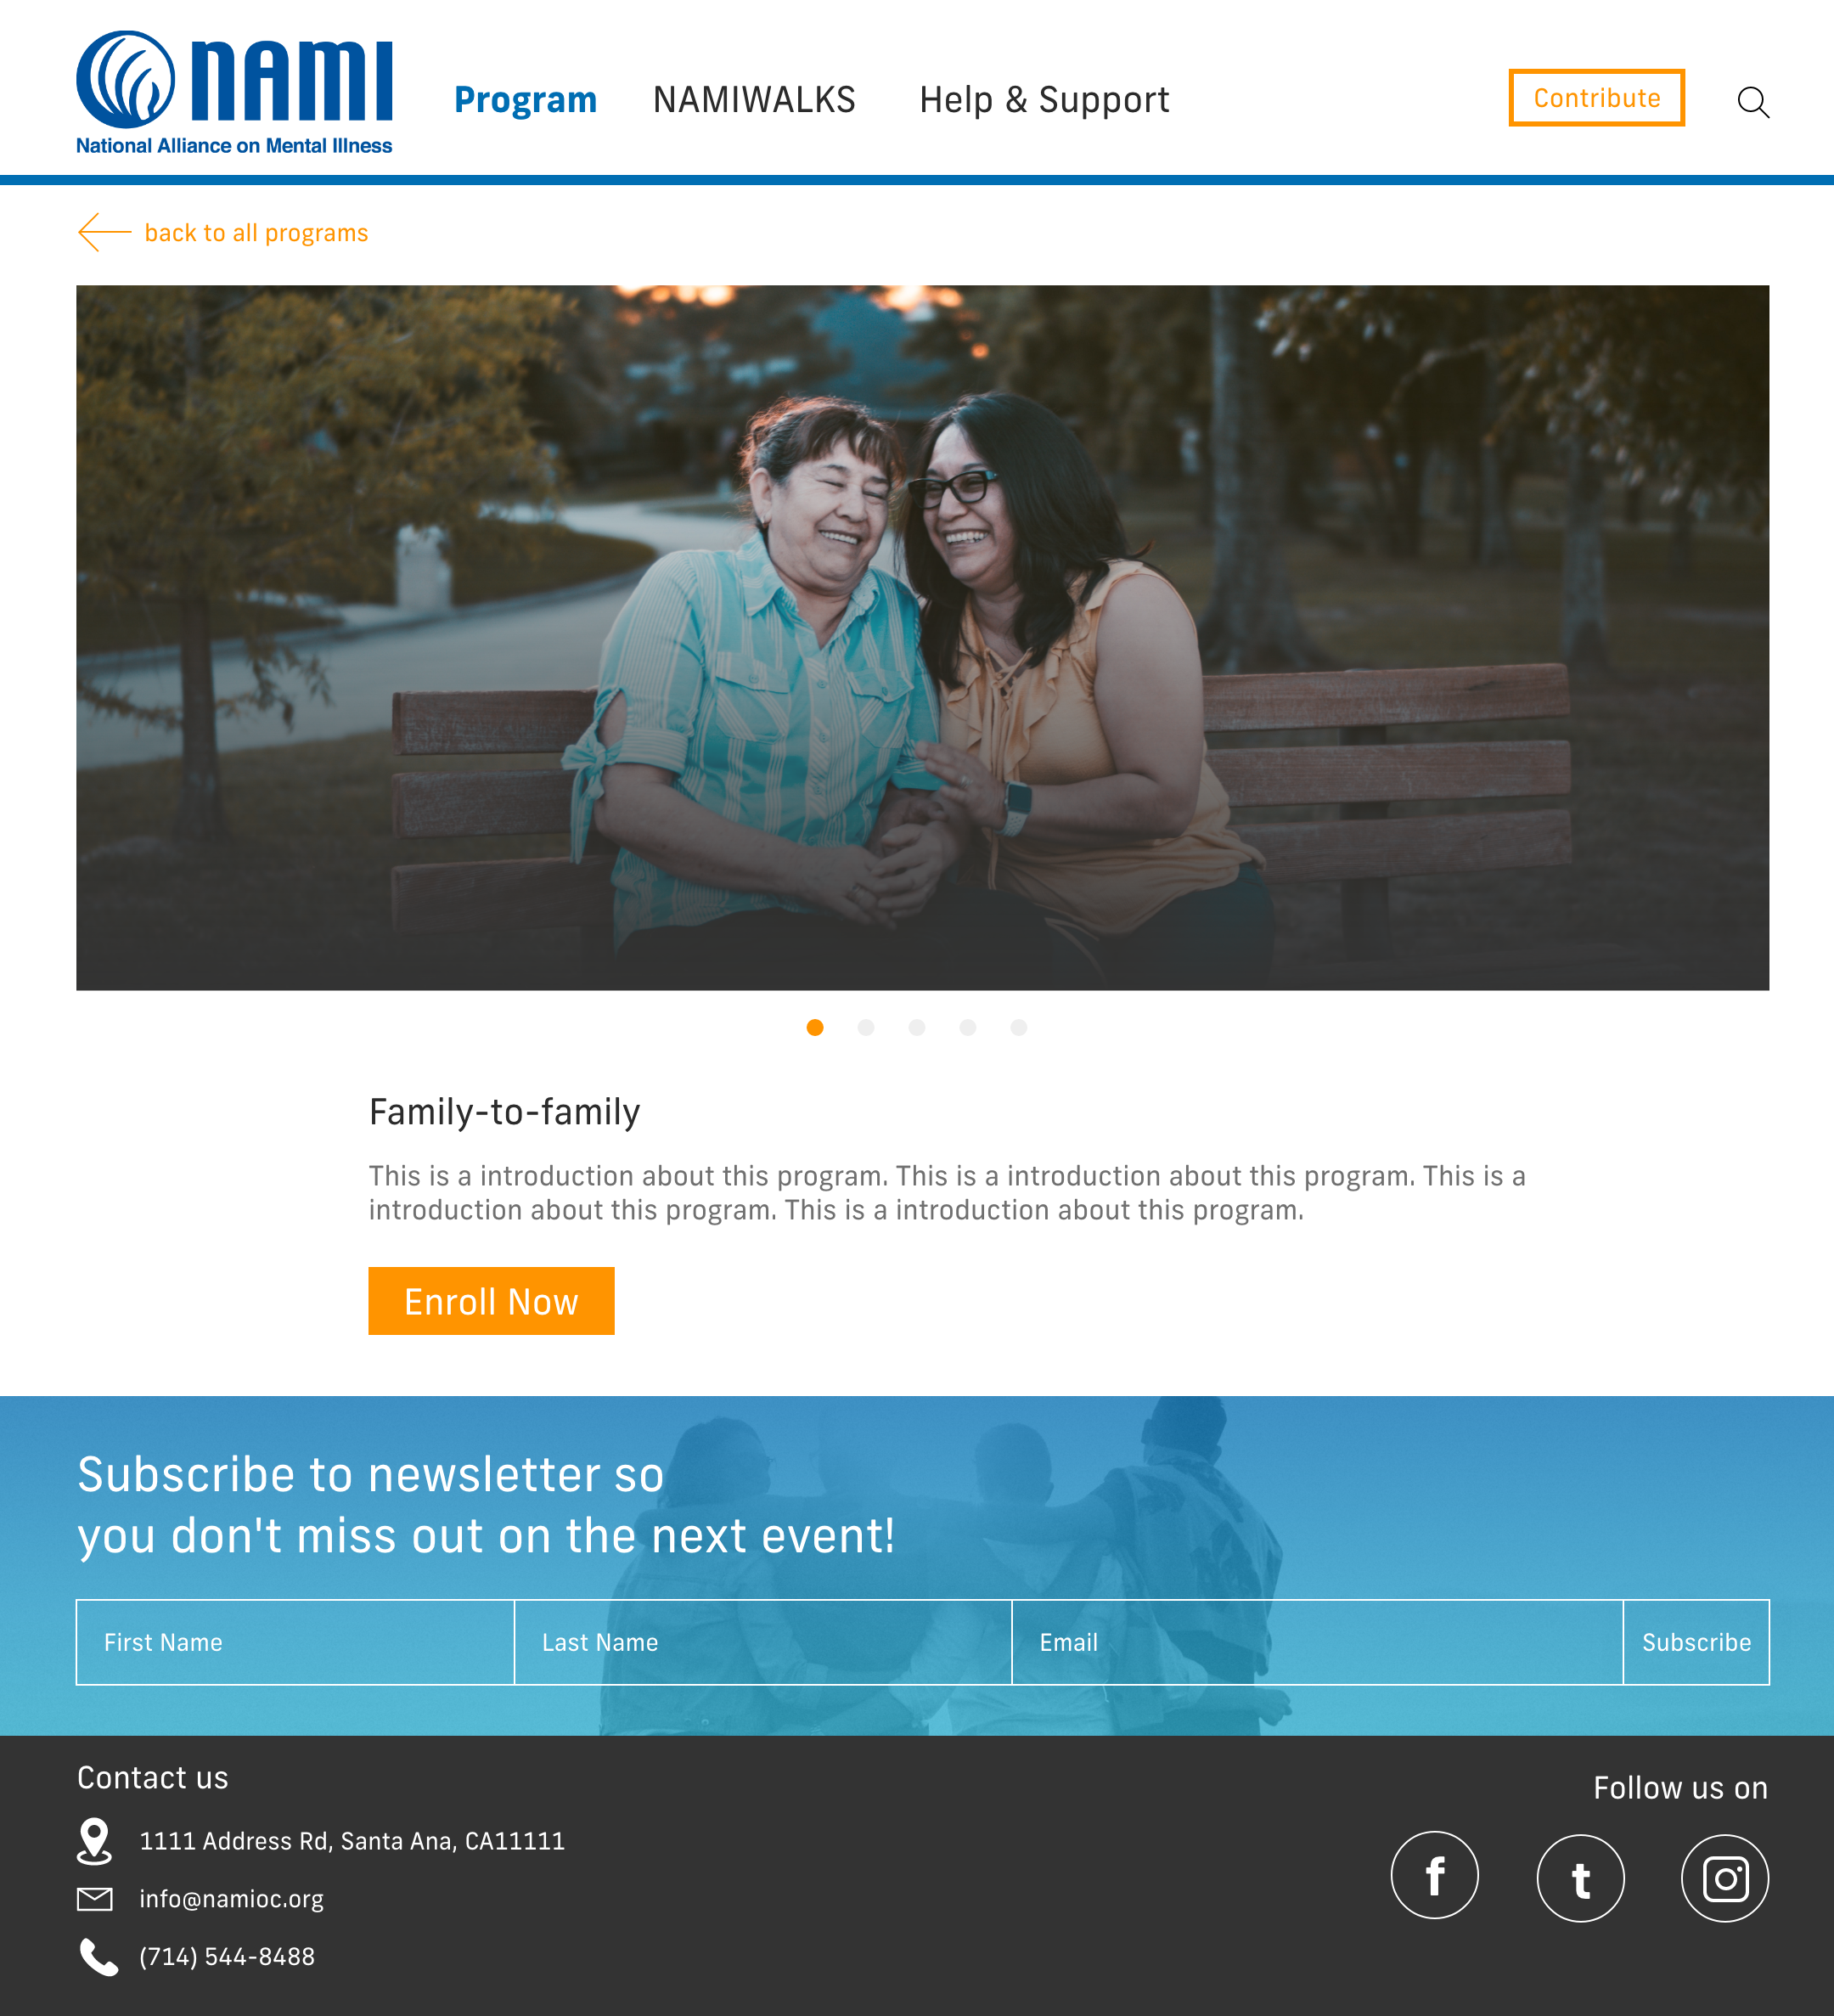 NAMI
National Alliance on Mental Illness
Program
NAMIWALKS
Help & Support
Contribute
back to all programs
Family-to-family
This is a introduction about this program. This is a introduction about this program. This is a
introduction about this program. This is a introduction about this program.
Enroll Now
Subscribe to newsletter so
you don't miss out on the next event!
First Name
Last Name
Email
Subscribe
Contact us
1111 Address Rd, Santa Ana, CA11111
info@namioc.org
(714) 544-8488
Follow us on
f
t